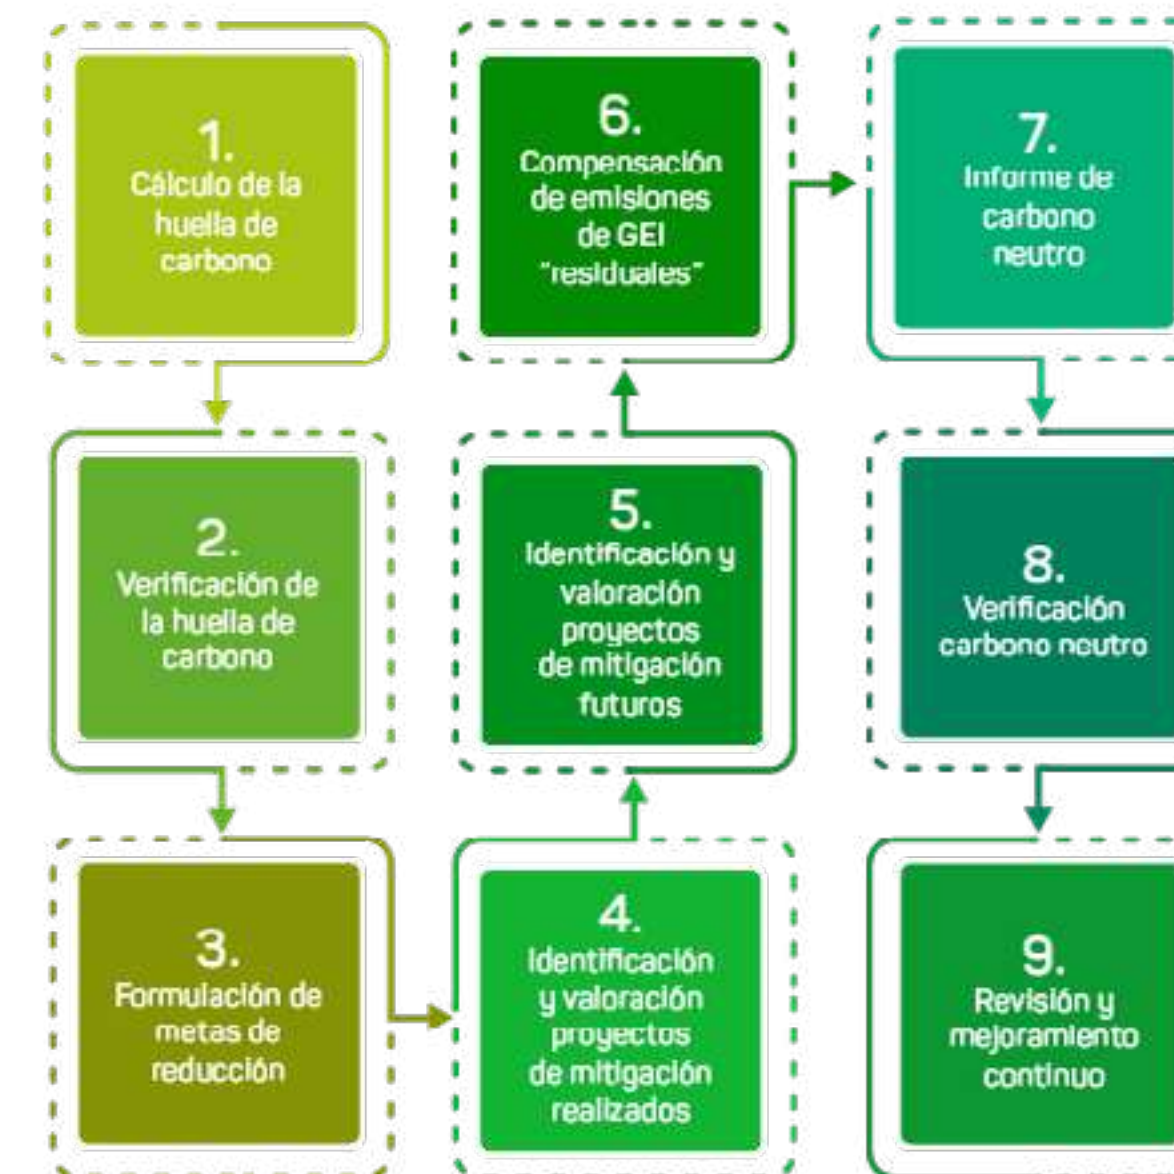 1.
Cálculo de la
huella de
carbono
2.
Verificación de
la huella de
carbono
3.
Formulación de
metas de
reducción
4.
Identificación
y valoración
proyectos
de mitigación
realizados
5.
Identificación y
valoración
proyectos
de mitigación
futuros
6.
Compensación
de emisiones
de GEI
"residuales"
7.
Informe de
carbono
neutro
8.
Verificación
carbono neutro
9.
Revisión y
mejoramiento
continuo